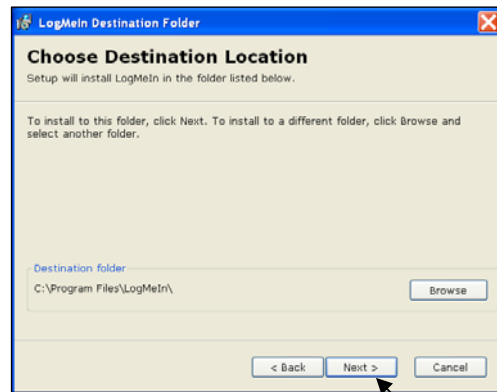 LogMeIn Destination Folder
Choose Destination Location
Setup will install LogMeIn in the folder listed below.
To install to this folder, click Next. To install to a different folder, click Browse and
select another folder.
Destination folder
C:\Program Files\LogMeIn\
Browse
< Back
Next >
Cancel